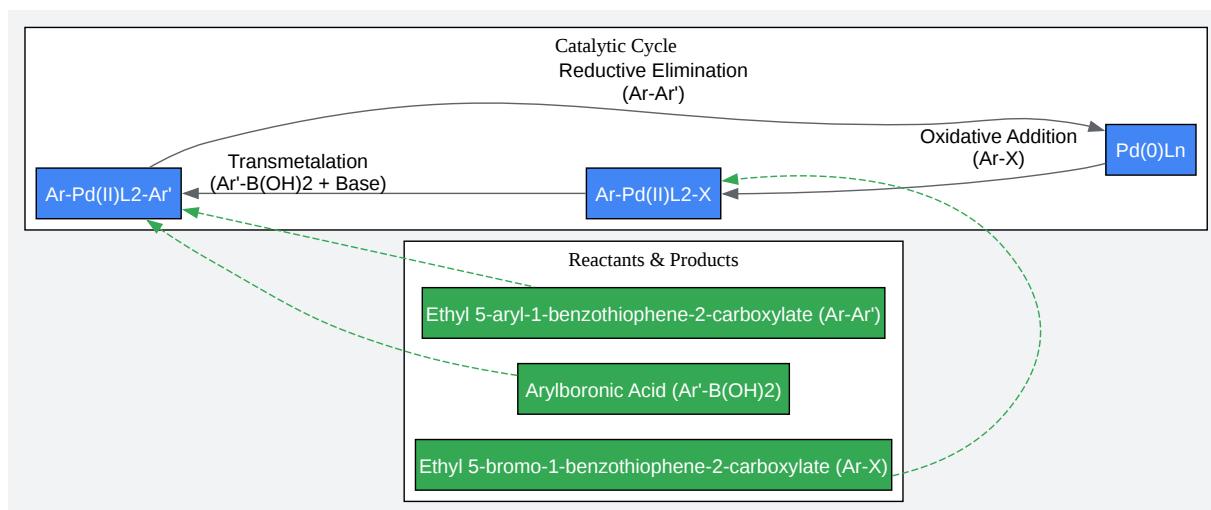 Catalytic Cycle
Reductive Elimination
(Ar-Ar')
Oxidative Addition
(Ar-X)
Pd(0)Ln
Transmetalation
(Ar'-B(OH)2 + Base)
Ar-Pd(II)L2-Ar'
Ar-Pd(II)L2-X
Reactants & Products
Ethyl 5-aryl-1-benzothiophene-2-carboxylate (Ar-Ar')
Arylboronic Acid (Ar'-B(OH)2)
Ethyl 5-bromo-1-benzothiophene-2-carboxylate (Ar-X)